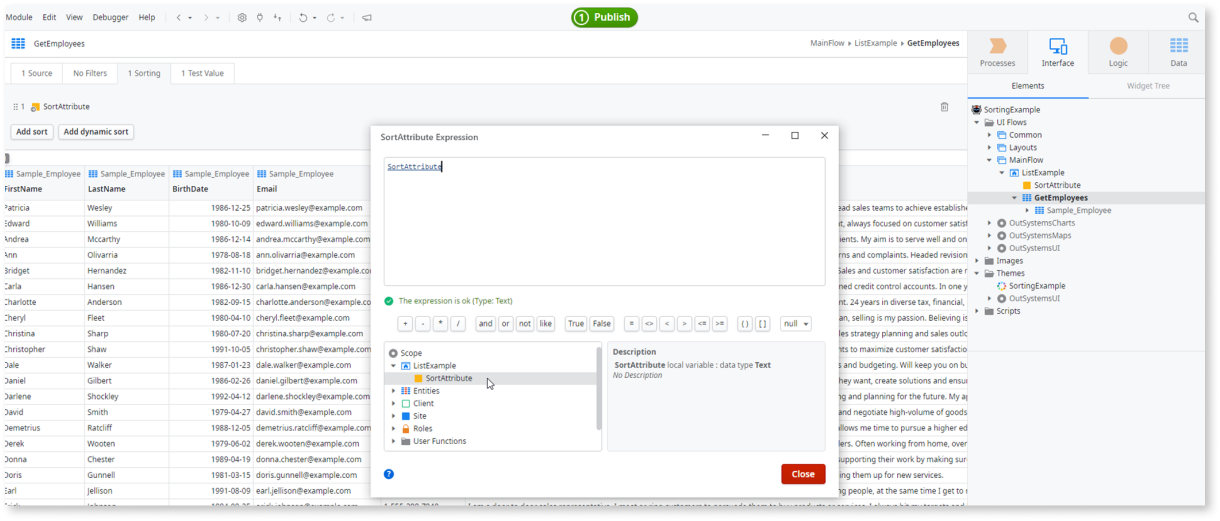 Module Edit View Debugger Help
1 Publish
GetEmployees
MainFlow ListExample GetEmployees
1 Source No Filters 1 Sorting 1 Test Value
1 SortAttribute
Add sort Add dynamic sort
Sample_Employee Sample_Employee Sample_Employee Sample_Employee
FirstName LastName BirthDate Email
Patricia Wesley 1986-12-25 patricia.wesley@example.com
Edward Williams 1980-10-09 edward.williams@example.com
Andrea Mccarthy 1986-12-14 andrea.mccarthy@example.com
Ann Olivarria 1978-08-18 ann.olivarria@example.com
Bridget Hernandez 1982-11-10 bridget.hernandez@example.com
Carla Hansen 1986-12-30 carla.hansen@example.com
Charlotte Anderson 1982-09-15 charlotte.anderson@example.co
Cheryl Fleet 1980-04-10 cheryl.fleet@example.com
Christina Sharp 1980-07-20 christina.sharp@example.com
Christopher Shaw 1991-10-05 christopher.shaw@example.com
Dale Walker 1987-01-23 dale.walker@example.com
Daniel Gilbert 1986-02-26 daniel.gilbert@example.com
Darlene Shockley 1992-04-12 darlene.shockley@example.com
David Smith 1979-04-27 david.smith@example.com
Demetrius Ratcliff 1988-12-05 demetrius.ratcliff@example.com
Derek Wooten 1979-06-02 derek.wooten@example.com
Donna Chester 1989-04-19 donna.chester@example.com
Doris Gunnell 1981-03-15 doris.gunnell@example.com
Earl Jellison 1991-08-09 earl.jellison@example.com
SortAttribute Expression
SortAttribute
The expression is ok (Type: Text)
+ - * / and or not like True False = <> < > <= >= ( ) [ ] null
Scope
ListExample
SortAttribute
Entities
Client
Site
Roles
User Functions
Description
SortAttribute local variable : data type Text
No Description
? Close
ead sales teams to achieve establishe
, always focused on customer satisf
ients. My aim is to serve well and on
rns and complaints. Headed revision
Sales and customer satisfaction are r
ned credit control accounts. In one y
nt. 24 years in diverse tax, financial,
an, selling is my passion. Believing is
les strategy planning and sales outlo
nts to maximize customer satisfactio
s and budgeting. Will keep you on bu
they want, create solutions and ensu
ng and planning for the future. My ap
and negotiate high-volume of goods
llows me time to pursue a higher ed
ders. Often working from home, over
supporting their work by making sur
ing them up for new services.
ng people, at the same time I get to r
Processes Interface Logic Data
Elements Widget Tree
SortingExample
UI Flows
Common
Layouts
MainFlow
ListExample
SortAttribute
GetEmployees
Sample_Employee
OutSystemsCharts
OutSystemsMaps
OutSystemsUI
Images
Themes
SortingExample
OutSystemsUI
Scripts